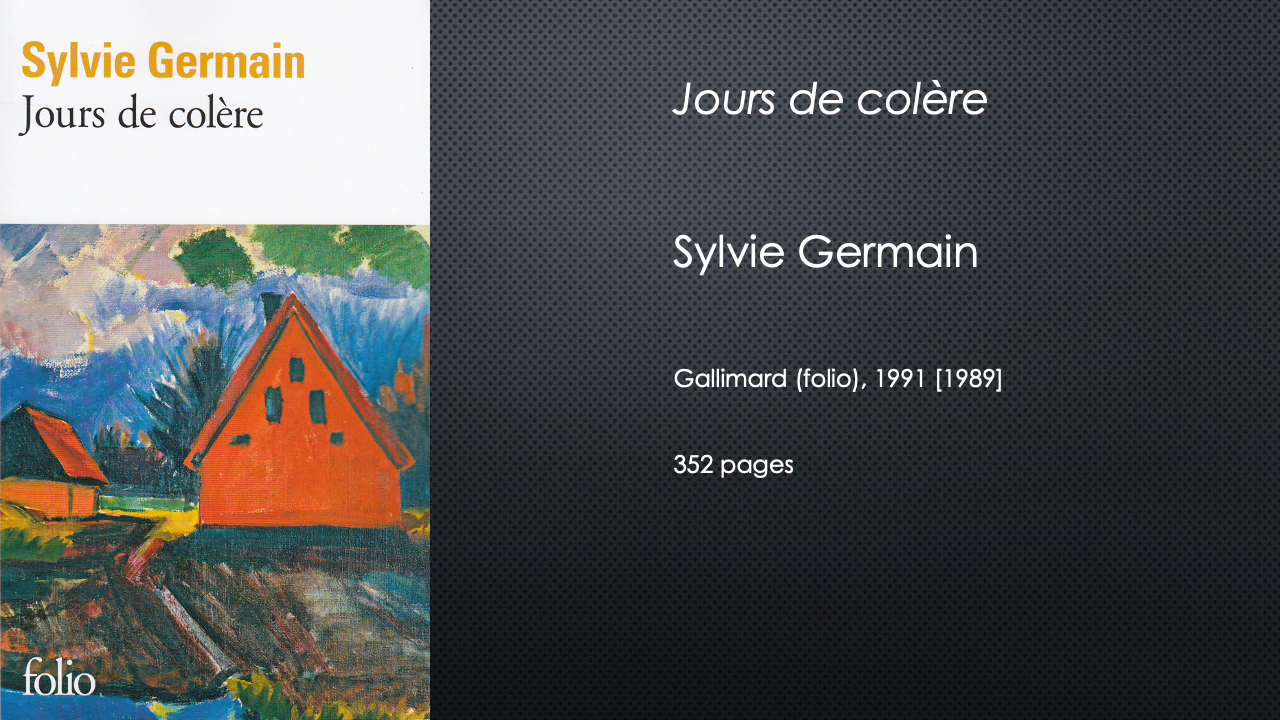 Sylvie Germain
Jours de colère
folio
Jours de colère
Sylvie Germain
Gallimard (folio), 1991 [1989]
352 pages